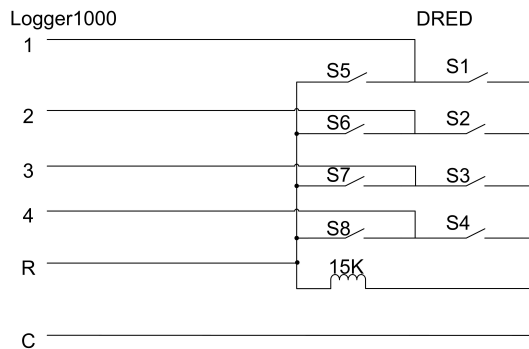 Logger1000 DRED
1
S5 S1
2
S6 S2
3
S7 S3
4
S8 S4
R
15K
C